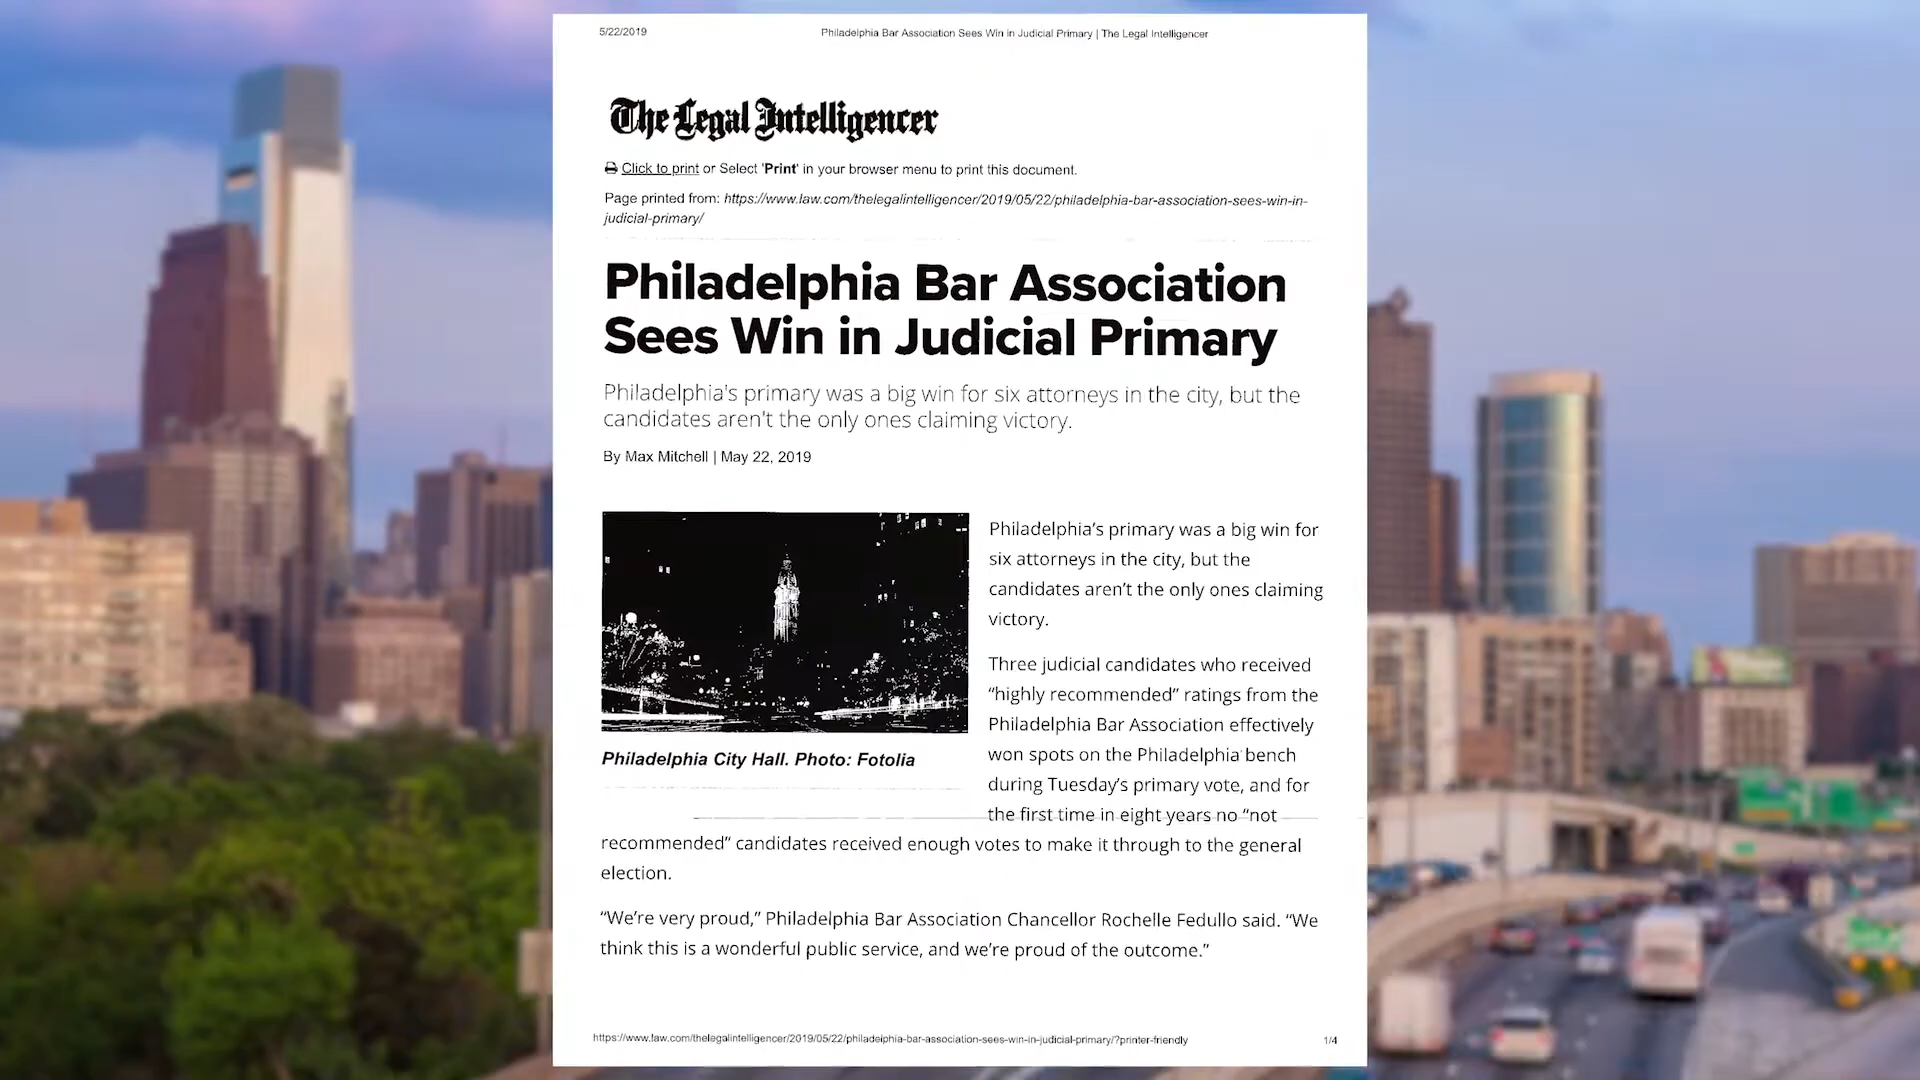 5/22/2019
Philadelphia Bar Association Sees Win in Judicial Primary | The Legal Intelligencer
The Legal Intelligencer
Click to print or Select 'Print' in your browser menu to print this document.
Page printed from: https://www.law.com/thelegalintelligencer/2019/05/22/philadelphia-bar-association-sees-win-in-
judicial-primary/
Philadelphia Bar Association
Sees Win in Judicial Primary
Philadelphia's primary was a big win for six attorneys in the city, but the
candidates aren't the only ones claiming victory.
By Max Mitchell | May 22, 2019
Philadelphia City Hall. Photo: Fotolia
Philadelphia’s primary was a big win for
six attorneys in the city, but the
candidates aren’t the only ones claiming
victory.
Three judicial candidates who received
“highly recommended” ratings from the
Philadelphia Bar Association effectively
won spots on the Philadelphia bench
during Tuesday’s primary vote, and for
the first time in eight years no “not
recommended” candidates received enough votes to make it through to the general
election.
“We’re very proud,” Philadelphia Bar Association Chancellor Rochelle Fedullo said. “We
think this is a wonderful public service, and we’re proud of the outcome.”
https://www.law.com/thelegalintelligencer/2019/05/22/philadelphia-bar-association-sees-win-in-judicial-primary/?printer-friendly
1/4